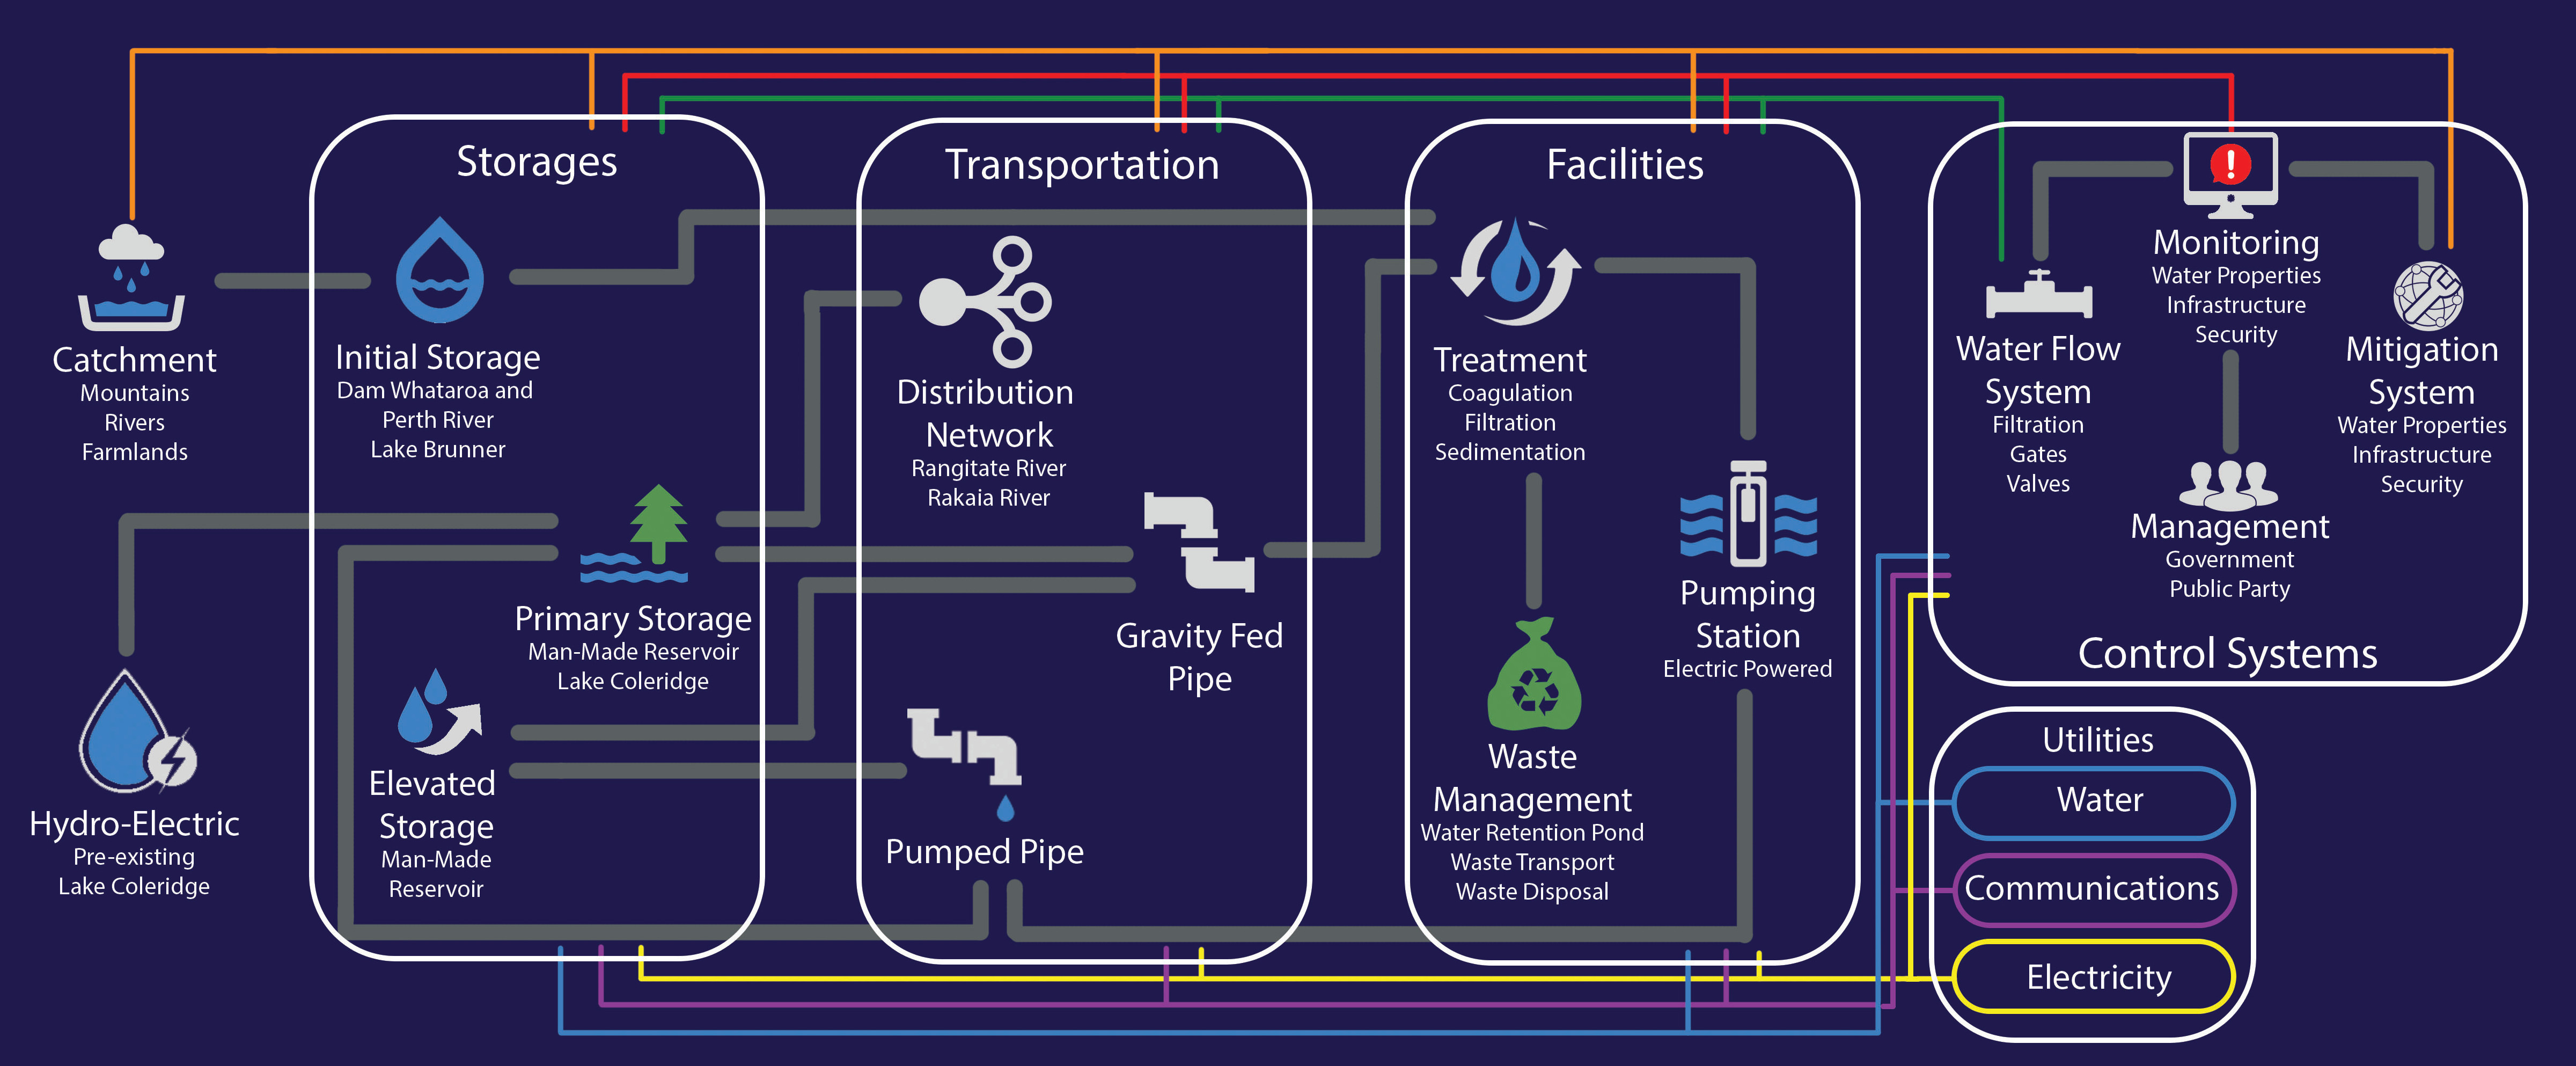 Storages
Transportation
Facilities
Catchment
Mountains
Rivers
Farmlands
Initial Storage
Dam Whataroa and
Perth River
Lake Brunner
Distribution
Network
Rangitate River
Rakaia River
Treatment
Coagulation
Filtration
Sedimentation
Monitoring
Water Properties
Infrastructure
Security
Water Flow
System
Filtration
Gates
Valves
Mitigation
System
Water Properties
Infrastructure
Security
Management
Government
Public Party
Control Systems
Primary Storage
Man-Made Reservoir
Lake Coleridge
Gravity Fed
Pipe
Pumping
Station
Electric Powered
Hydro-Electric
Pre-existing
Lake Coleridge
Elevated
Storage
Man-Made
Reservoir
Pumped Pipe
Waste
Management
Water Retention Pond
Waste Transport
Waste Disposal
Utilities
Water
Communications
Electricity